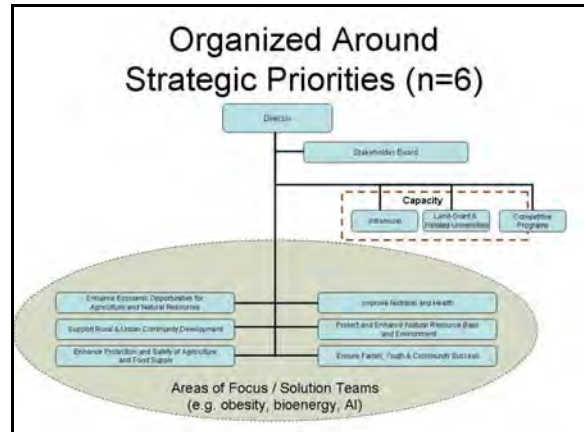 Organized Around
Strategic Priorities (n=6)
Director
Stakeholder Board
Capacity
Intramural
Land-Grant &
Related Universities
Competitive
Programs
Enhance Economic Opportunities for
Agriculture and Natural Resources
Improve Nutrition and Health
Support Rural & Urban Community Development
Protect and Enhance Natural Resource Base
and Environment
Enhance Protection and Safety of Agriculture
and Food Supply
Ensure Family, Youth & Community Success
Areas of Focus / Solution Teams
(e.g. obesity, bioenergy, AI)